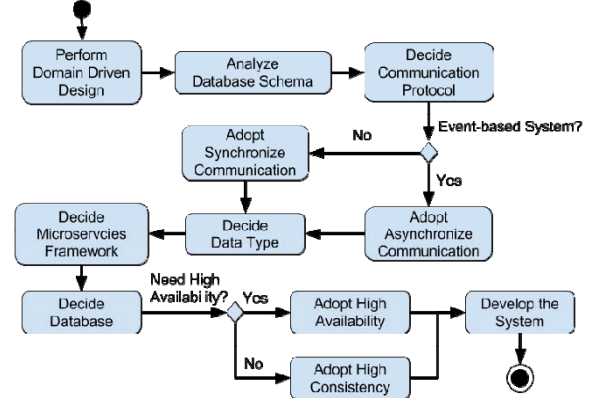 Perform
Domain Driven
Design
Analyze
Database Schema
Decide
Communication
Protocol
Event-based System?
No
Yes
Adopt
Synchronize
Communication
Adopt
Asynchronize
Communication
Decide
Data Type
Decide
Microservcies
Framework
Decide
Database
Need High
Availability?
Yes
No
Adopt High
Availability
Adopt High
Consistency
Develop the
System